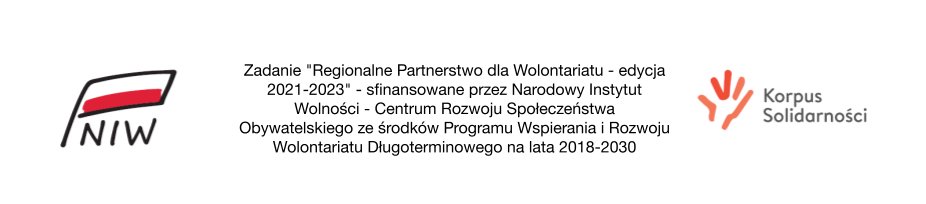 NIW
Zadanie "Regionalne Partnerstwo dla Wolontariatu - edycja
2021-2023" - sfinansowane przez Narodowy Instytut
Wolności - Centrum Rozwoju Społeczeństwa
Obywatelskiego ze środków Programu Wspierania i Rozwoju
Wolontariatu Długoterminowego na lata 2018-2030
Korpus
Solidarności